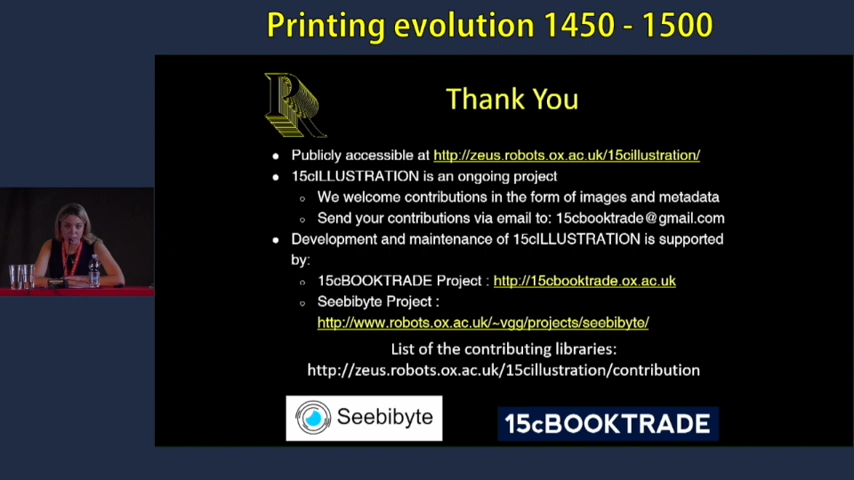 Printing evolution 1450 - 1500
Thank You
● Publicly accessible at http://zeus.robots.ox.ac.uk/15cillustration/
● 15cILLUSTRATION is an ongoing project
○ We welcome contributions in the form of images and metadata
○ Send your contributions via email to: 15cbooktrade@gmail.com
● Development and maintenance of 15cILLUSTRATION is supported
by:
○ 15cBOOKTRADE Project : http://15cbooktrade.ox.ac.uk
○ Seebibyte Project :
http://www.robots.ox.ac.uk/~vgg/projects/seebibyte/
List of the contributing libraries:
http://zeus.robots.ox.ac.uk/15cillustration/contribution
Seebibyte
15cBOOKTRADE